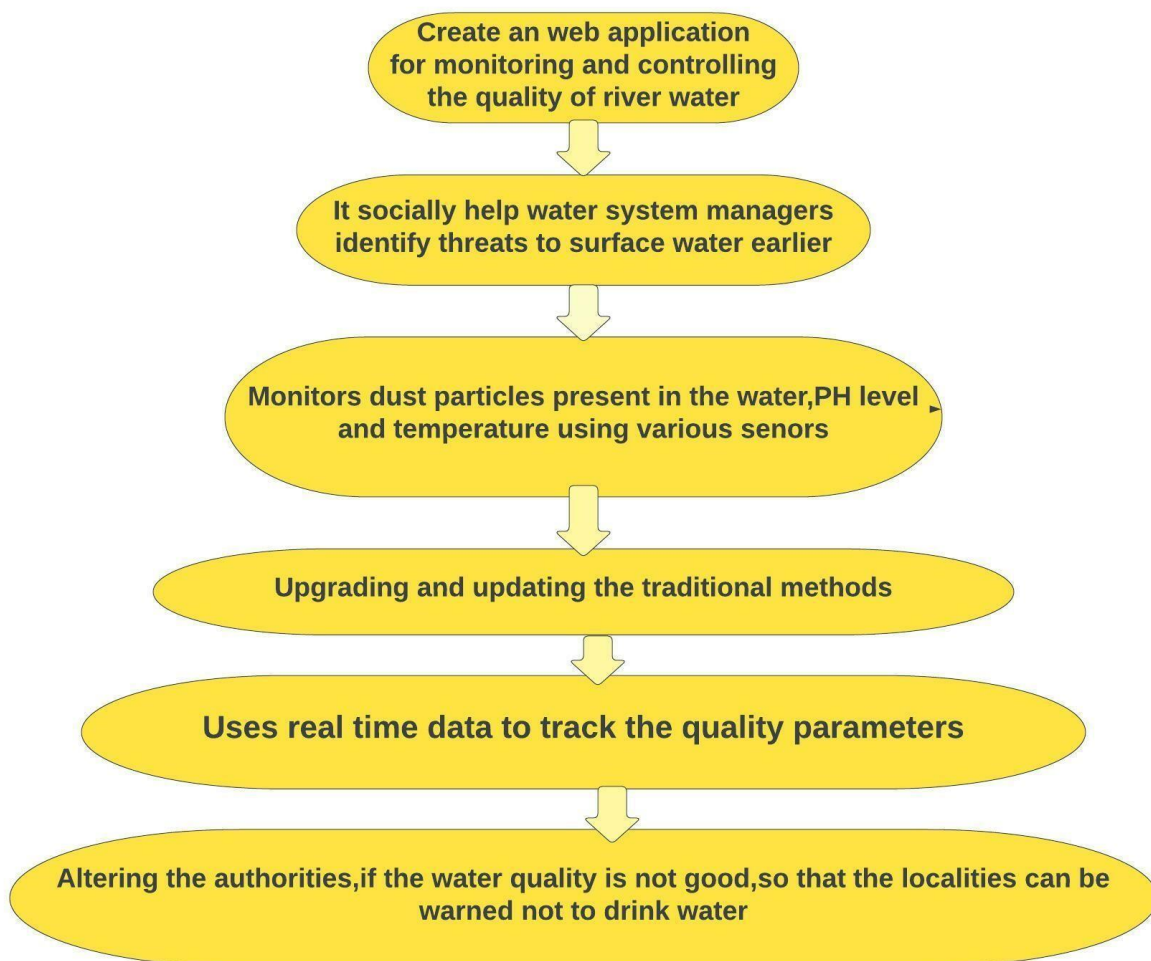 Create an web application
for monitoring and controlling
the quality of river water
It socially help water system managers
identify threats to surface water earlier
Monitors dust particles present in the water,PH level
and temperature using various senors
Upgrading and updating the traditional methods
Uses real time data to track the quality parameters
Altering the authorities,if the water quality is not good,so that the localities can be
warned not to drink water